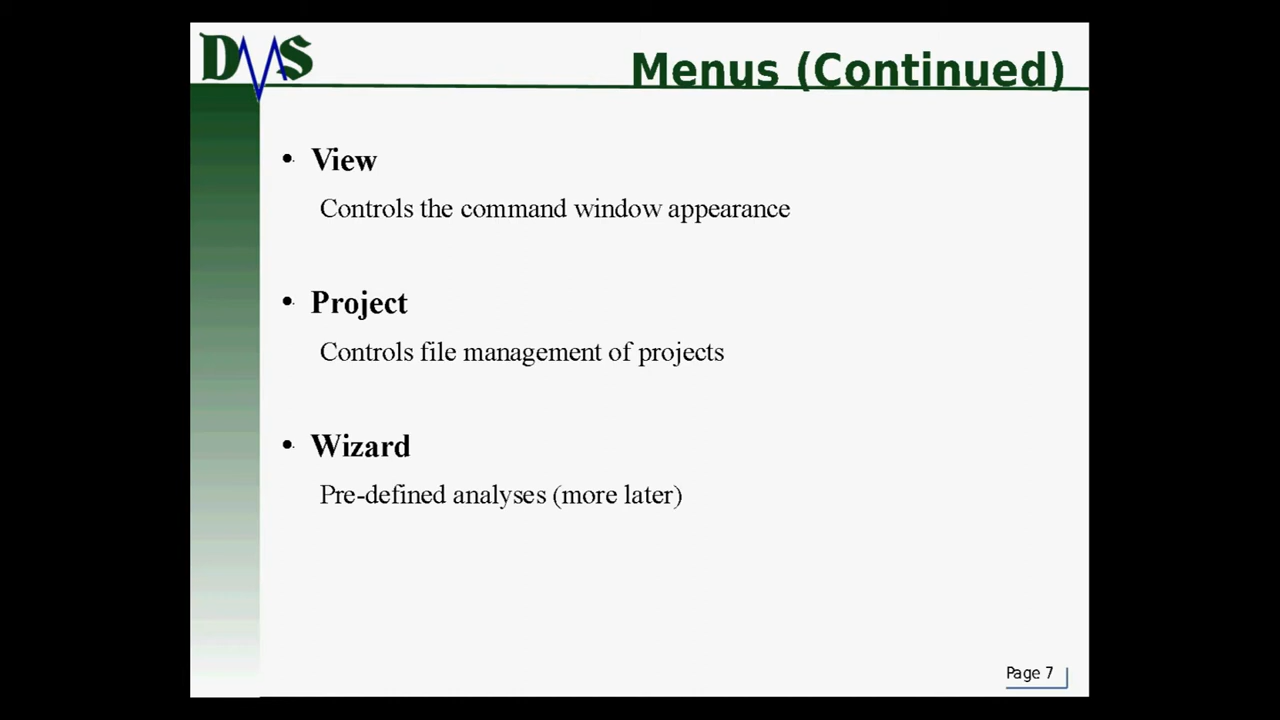 DVS
Menus (Continued)
• View
Controls the command window appearance
• Project
Controls file management of projects
• Wizard
Pre-defined analyses (more later)
Page 7